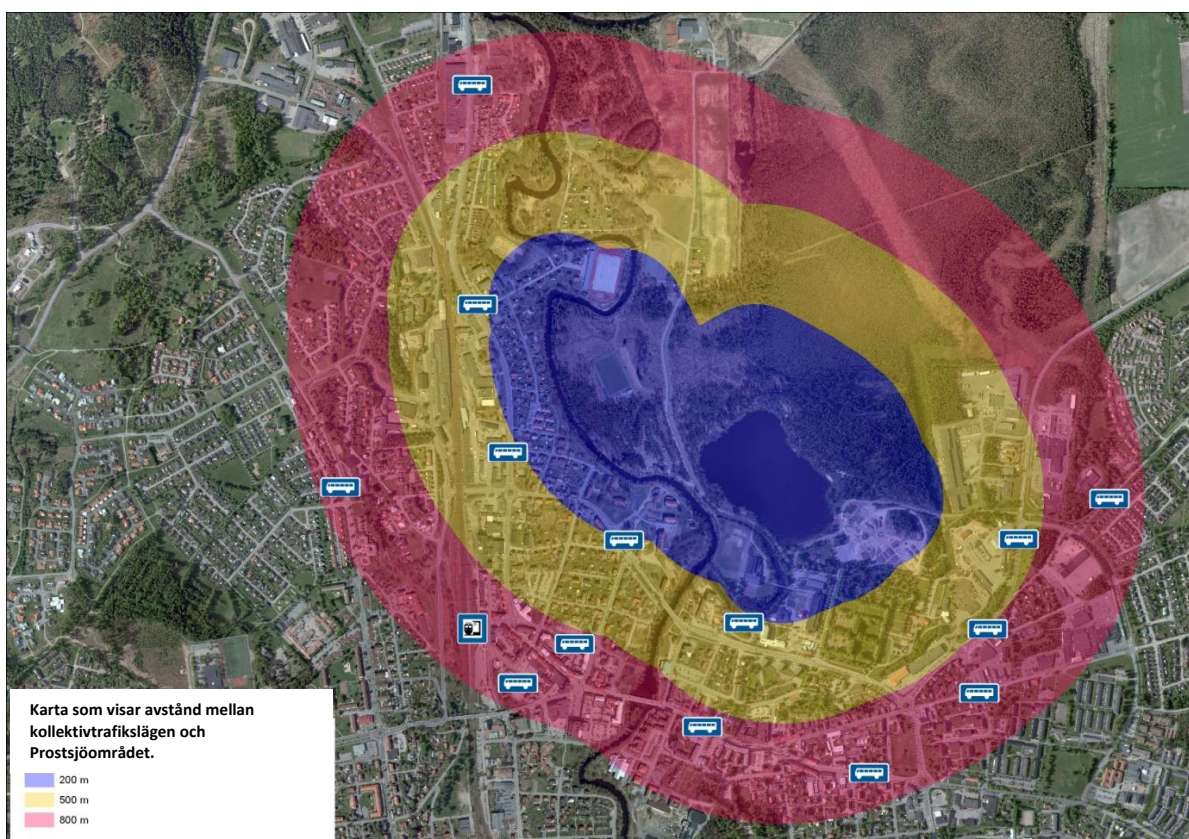 Karta som visar avstånd mellan
kollektivtrafikslägen och
Prostsjöområdet.
200 m
500 m
800 m